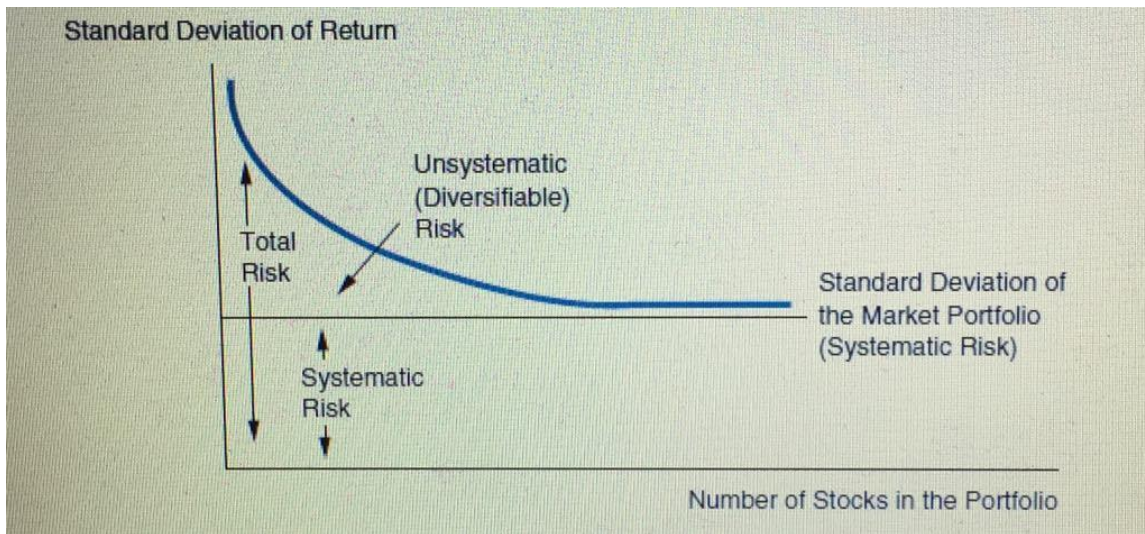 Standard Deviation of Return
Unsystematic
(Diversifiable)
Risk
Total
Risk
Standard Deviation of
the Market Portfolio
(Systematic Risk)
Systematic
Risk
Number of Stocks in the Portfolio